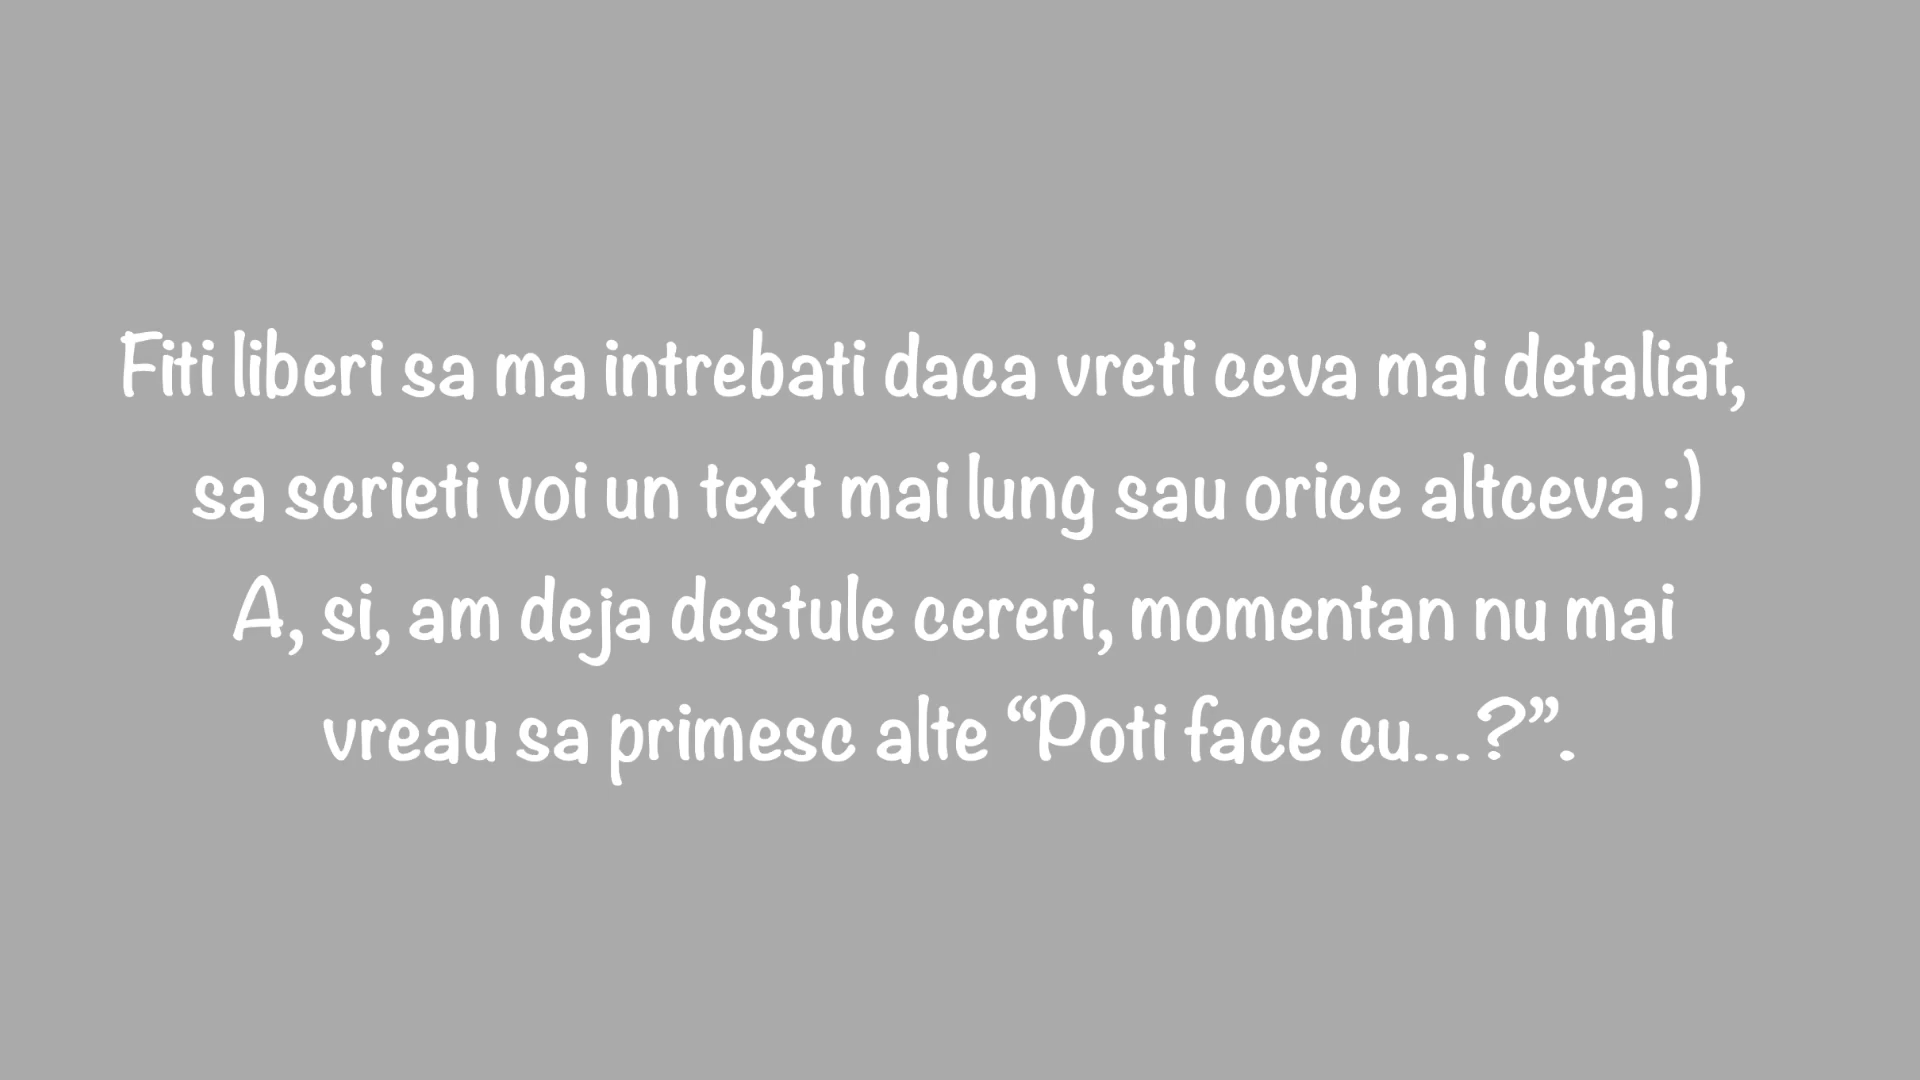 Fiti liberi sa ma intrebati daca vreti ceva mai detaliat,
sa scrieti voi un text mai lung sau orice altceva :)
A, si, am deja destule cereri, momentan nu mai
vreau sa primesc alte “Poti face cu...?”.